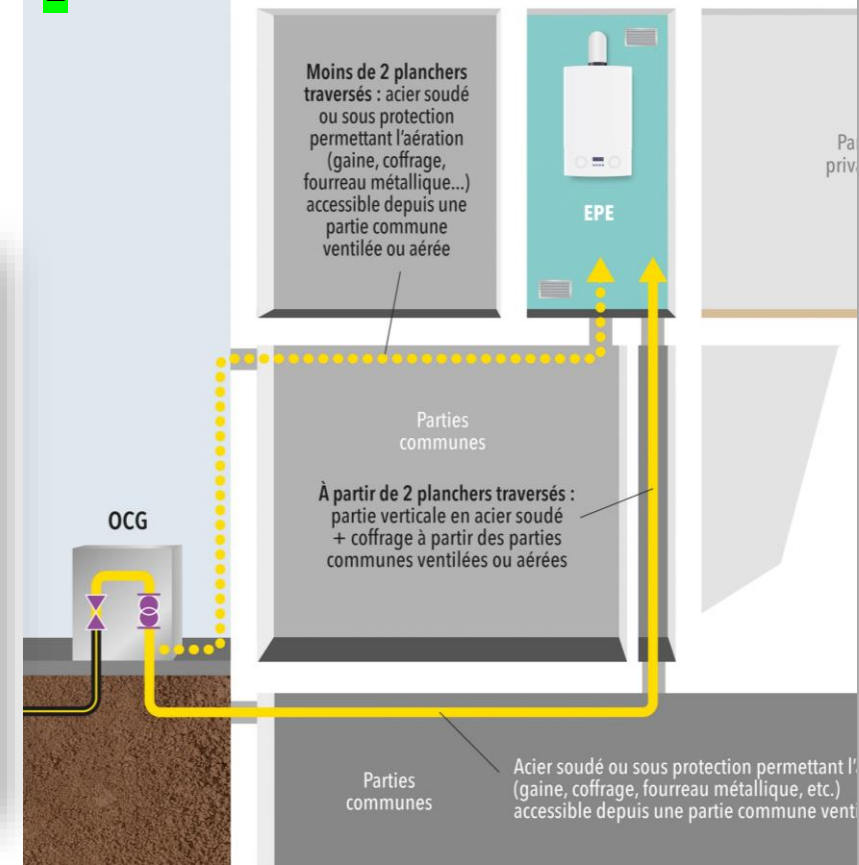 Moins de 2 planchers
traversés : acier soudé
ou sous protection
permettant l'aération
(gaine, coffrage,
fourreau métallique...)
accessible depuis une
partie commune
ventilée ou aérée
EPE
Parties
communes
À partir de 2 planchers traversés :
partie verticale en acier soudé
+ coffrage à partir des parties
communes ventilées ou aérées
OCG
Parties
communes
Acier soudé ou sous protection permettant
(gaine, coffrage, fourreau métallique, etc.)
accessible depuis une partie commune